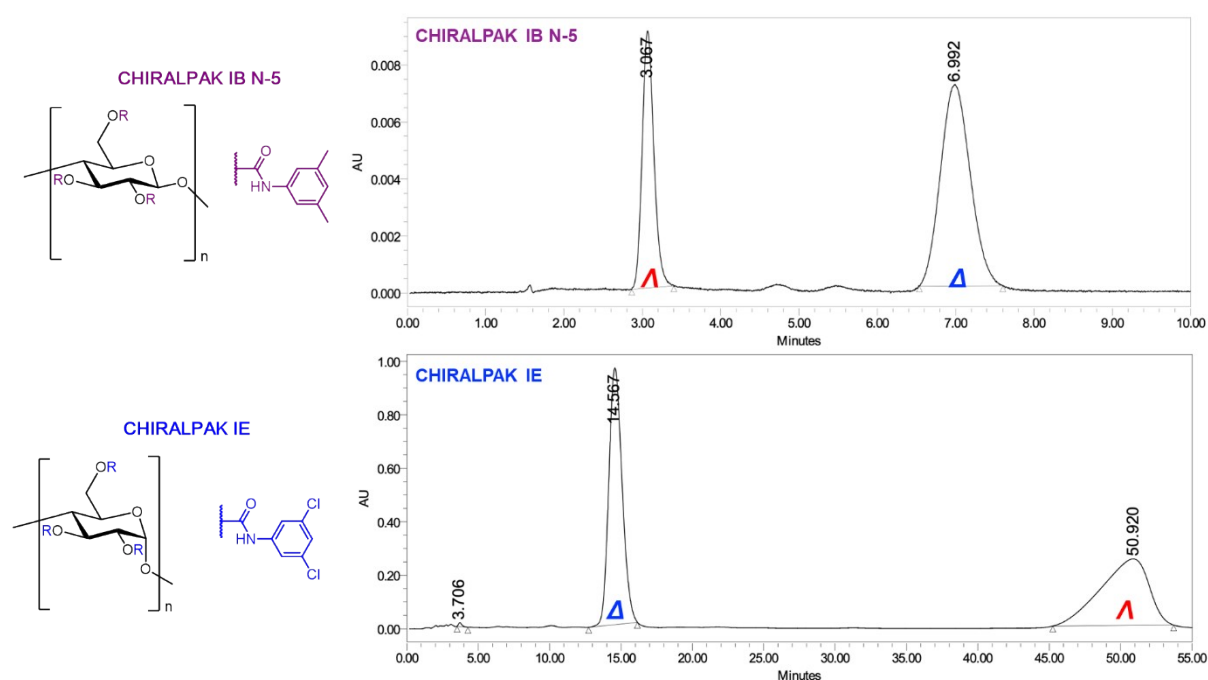 CHIRALPAK IB N-5
OR
RO
O
O
OR
n
O
HN
CHIRALPAK IB N-5
3.067
6.992
Λ
Δ
AU
0.008
0.006
0.004
0.002
0.000
0.00 1.00 2.00 3.00 4.00 5.00 6.00 7.00 8.00 9.00 10.00
Minutes
CHIRALPAK IE
OR
RO
O
OR
O
n
O
HN
Cl
Cl
CHIRALPAK IE
3.706
14.567
50.920
Δ
Λ
AU
1.00
0.80
0.60
0.40
0.20
0.00
0.00 5.00 10.00 15.00 20.00 25.00 30.00 35.00 40.00 45.00 50.00 55.00
Minutes